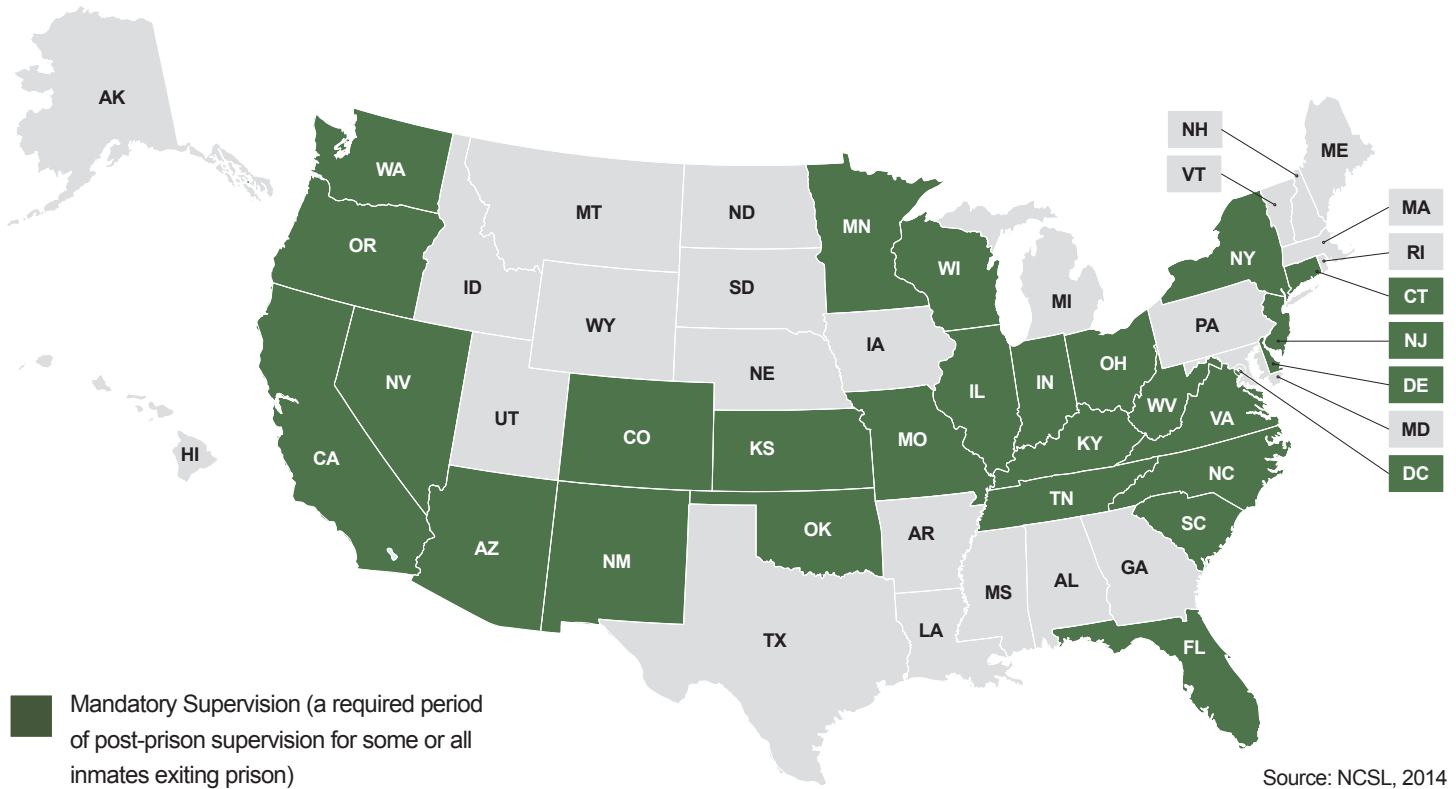 AK
WA
MT
ND
MN
NH
VT
ME
MA
RI
CT
NJ
DE
MD
DC
OR
ID
WY
SD
WI
MI
NY
PA
NV
UT
NE
IA
IL
IN
OH
WV
VA
HI
CA
CO
KS
MO
KY
NC
TN
SC
AZ
NM
OK
AR
MS
AL
GA
TX
LA
FL
Mandatory Supervision (a required period
of post-prison supervision for some or all
inmates exiting prison)
Source: NCSL, 2014